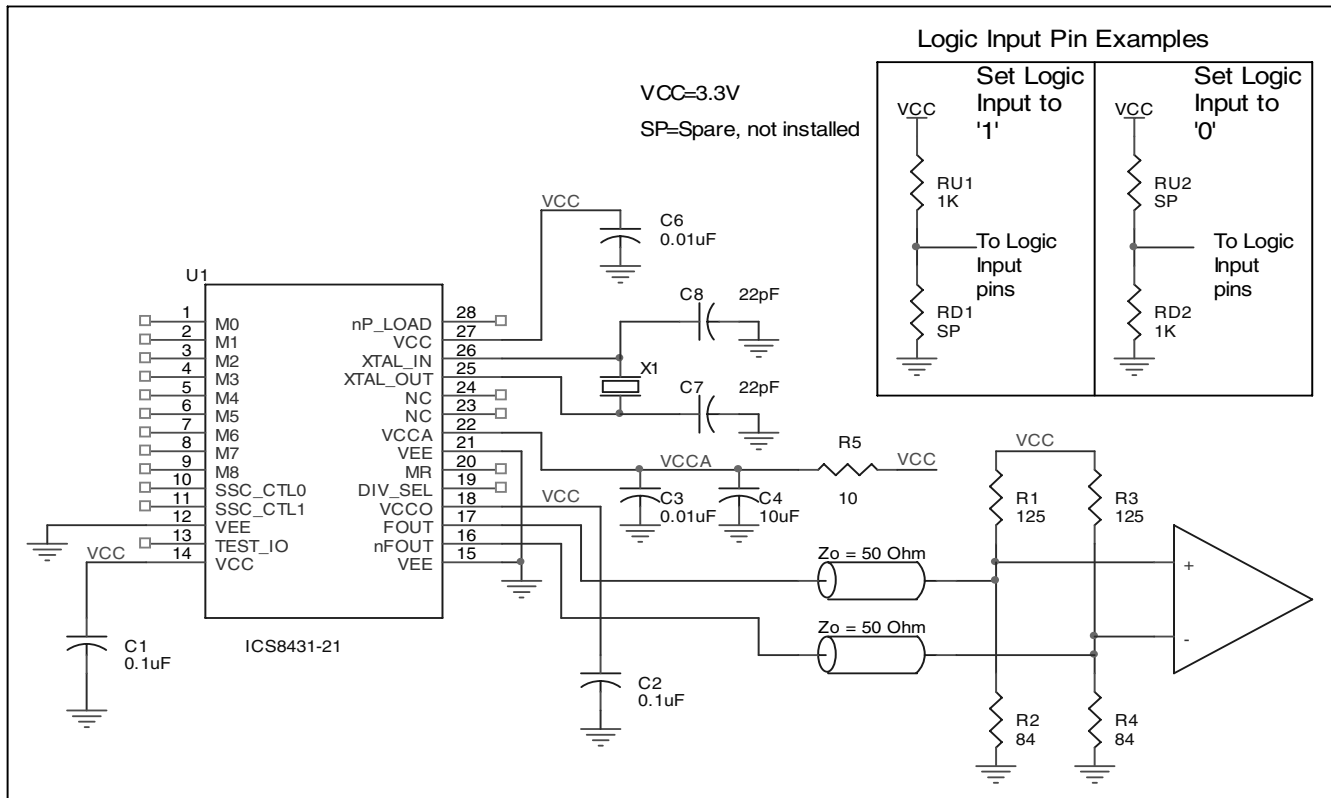 Logic Input Pin Examples
VCC=3.3V
SP=Spare, not installed
Set Logic
Input to
'1'
VCC
RU1
1K
To Logic
Input
pins
RD1
SP
Set Logic
Input to
'0'
VCC
RU2
SP
To Logic
Input
pins
RD2
1K
VCC
C6
0.01uF
U1
1
M0
2
M1
3
M2
4
M3
5
M4
6
M5
7
M6
8
M7
9
M8
10
SSC_CTL0
11
SSC_CTL1
12
VEE
13
TEST_IO
14
VCC
28
nP_LOAD
27
VCC
26
XTAL_IN
25
XTAL_OUT
24
NC
23
NC
22
VCCA
21
VEE
20
MR
19
DIV_SEL
18
VCCO
17
FOUT
16
nFOUT
15
VEE
ICS8431-21
VCC
C1
0.1uF
C8
22pF
X1
C7
22pF
VCCA
R5
10
VCC
C3
0.01uF
C4
10uF
VCC
C2
0.1uF
Zo = 50 Ohm
Zo = 50 Ohm
VCC
R1
125
R3
125
+
-
R2
84
R4
84